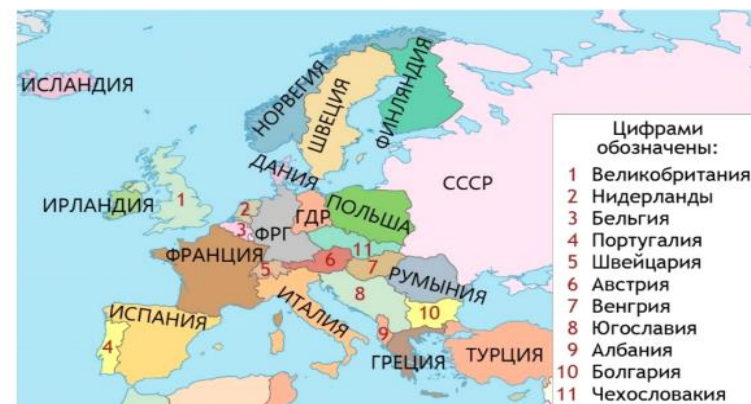 ИСЛАНДИЯ
НОРВЕГИЯ
ШВЕЦИЯ
ФИНЛЯНДИЯ
ДАНИЯ
СССР
ИРЛАНДИЯ
1
2
3
ФРГ
ГДР
ПОЛЬША
11
ФРАНЦИЯ
5
6
7
РУМЫНИЯ
8
ИТАЛИЯ
10
ИСПАНИЯ
4
9
ГРЕЦИЯ
ТУРЦИЯ
Цифрами
обозначены:
1 Великобритания
2 Нидерланды
3 Бельгия
4 Португалия
5 Швейцария
6 Австрия
7 Венгрия
8 Югославия
9 Албания
10 Болгария
11 Чехословакия